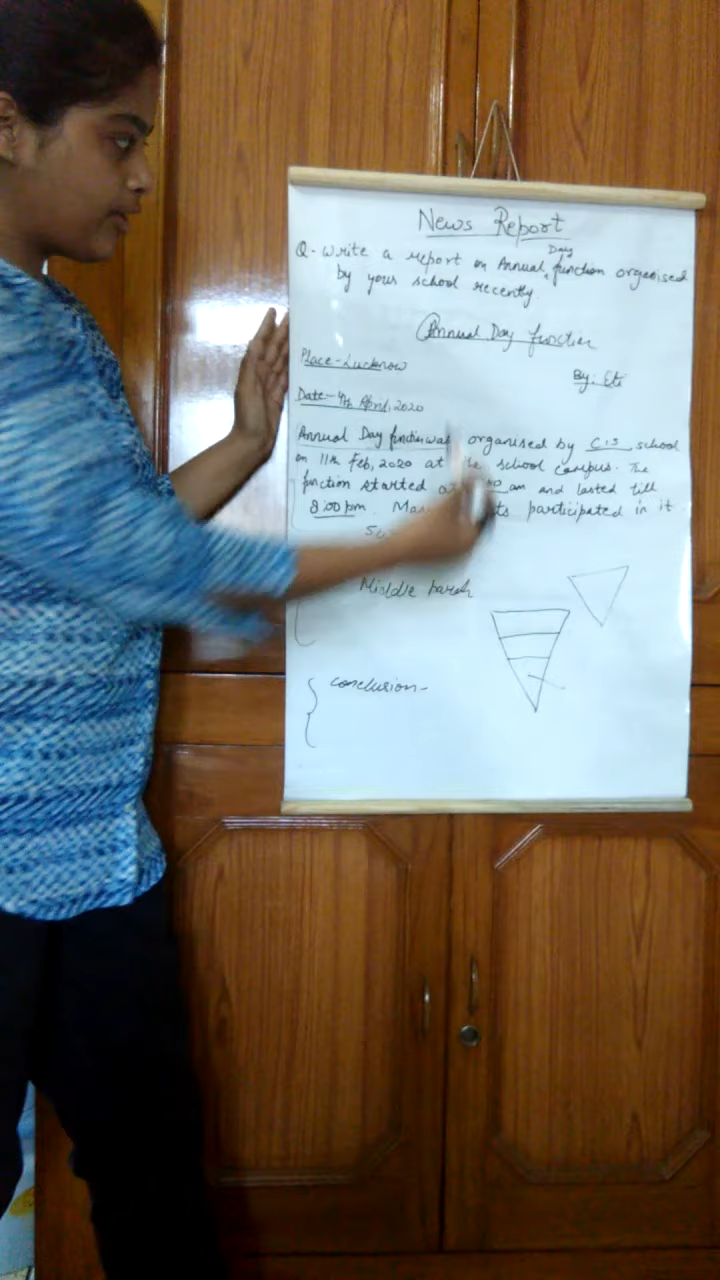 News Report
Q- Write a report on Annual Day function organised
by your school recently.
Annual Day function
Place-Lucknow
By: Eti
Date- 9th April, 2020
Annual Day function was organised by C.I.S school
on 11th Feb, 2020 at the school campus. The
function started at am and lasted till
8:00 pm. participated in it
Middle para
conclusion-